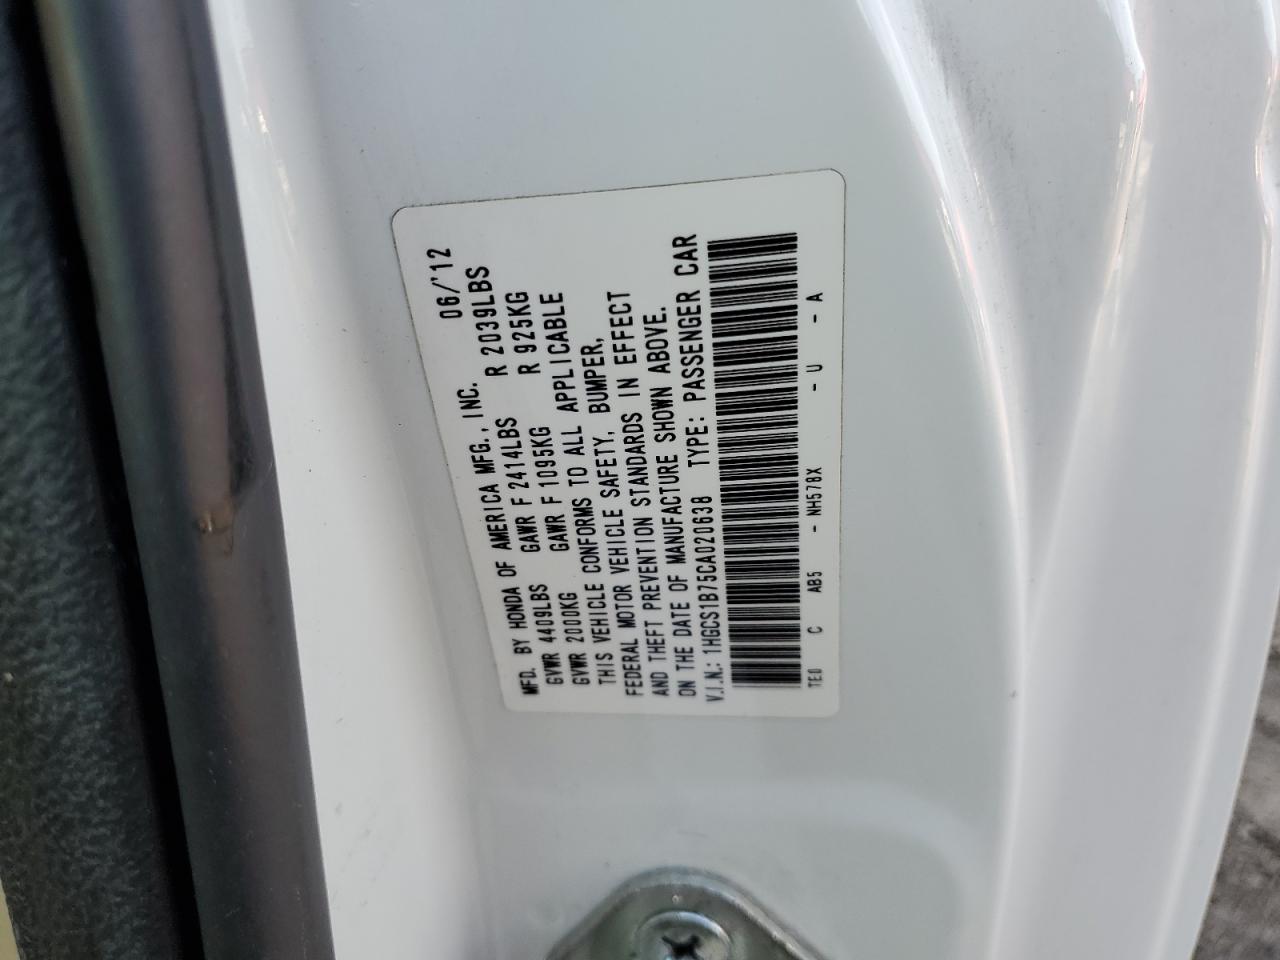 MFD. BY HONDA OF AMERICA MFG., INC. 06/'12
GVWR 4409LBS GAWR F 2414LBS R 2039LBS
GVWR 2000KG GAWR F 1095KG R 925KG
THIS VEHICLE CONFORMS TO ALL APPLICABLE
FEDERAL MOTOR VEHICLE SAFETY, BUMPER,
AND THEFT PREVENTION STANDARDS IN EFFECT
ON THE DATE OF MANUFACTURE SHOWN ABOVE.
V.I.N.: 1HGCS1B75CA020638 TYPE: PASSENGER CAR
TE0 C AB5 - NH578X - U - A